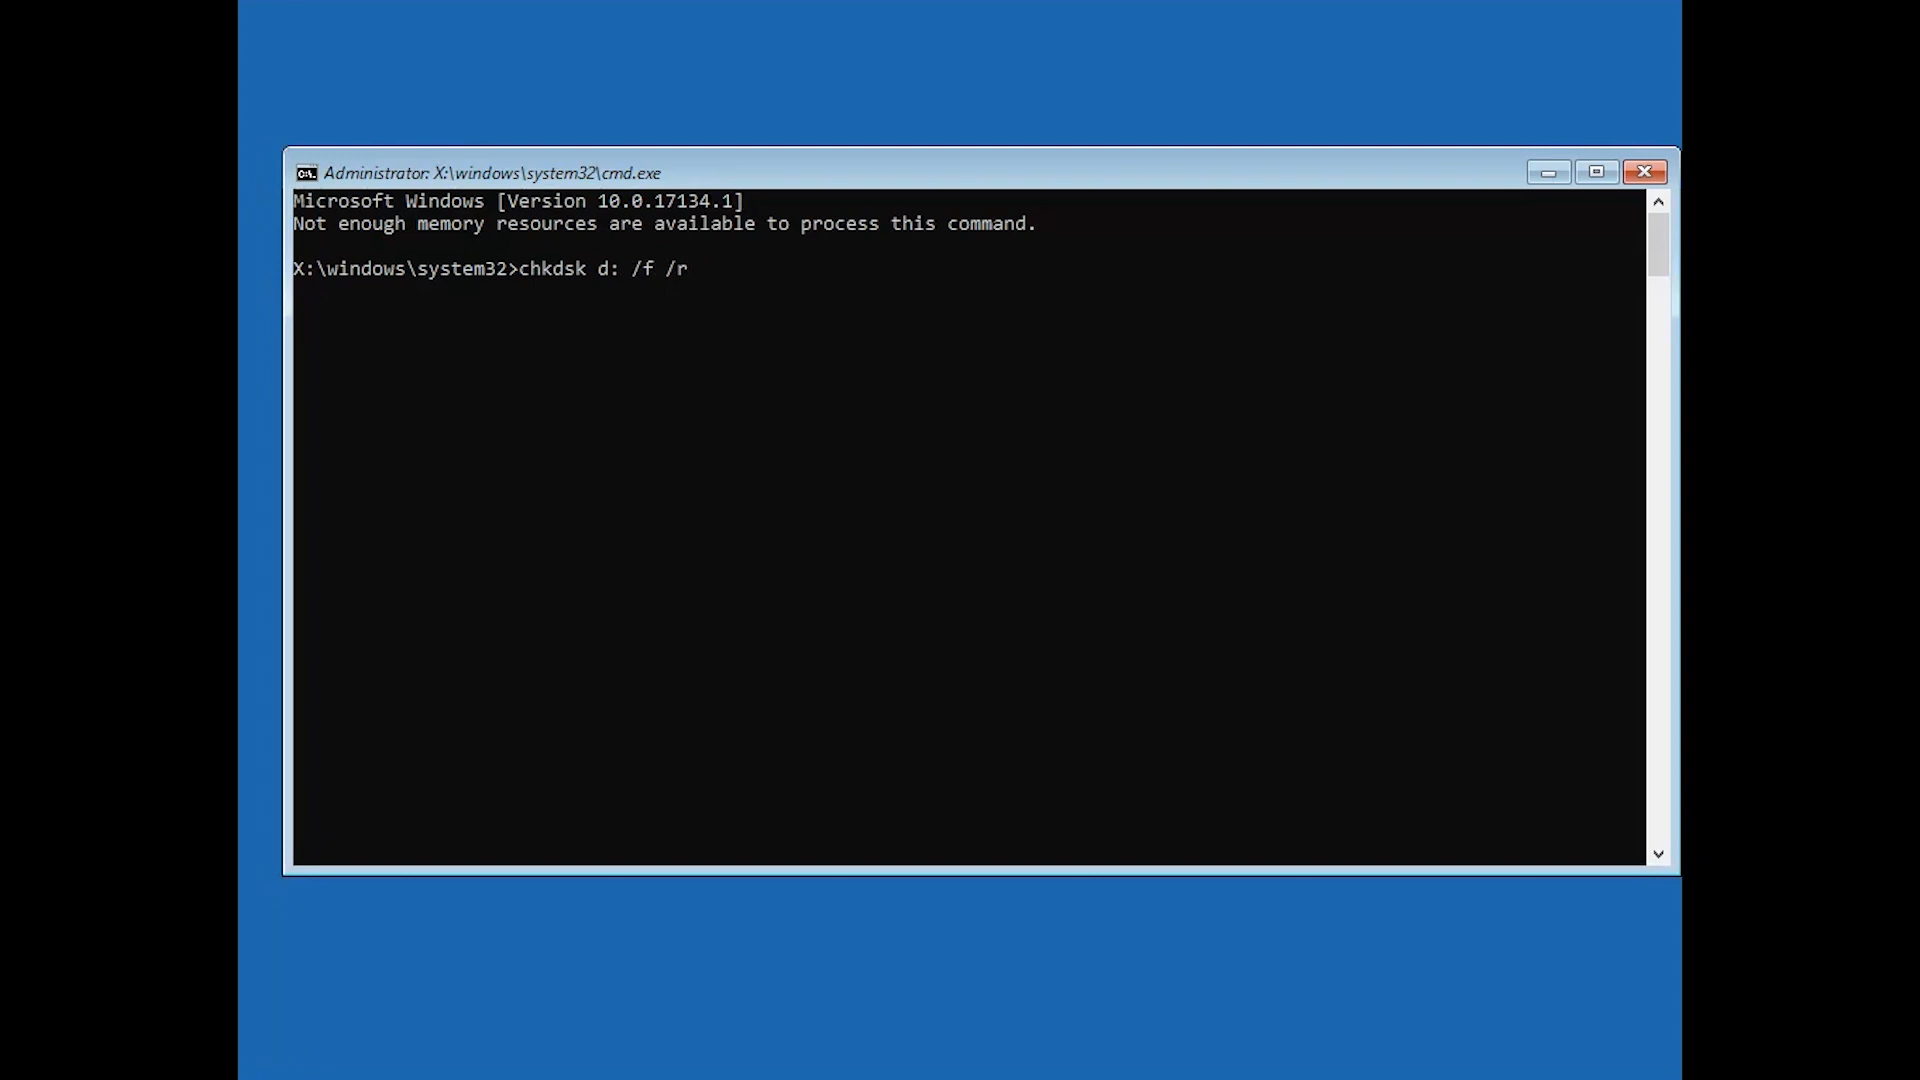 Administrator: X:\windows\system32\cmd.exe
Microsoft Windows [Version 10.0.17134.1]
Not enough memory resources are available to process this command.
X:\windows\system32>chkdsk d: /f /r